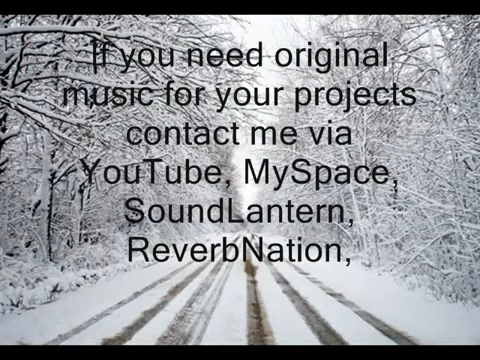 If you need original
music for your projects
contact me via
YouTube, MySpace,
SoundLantern,
ReverbNation,